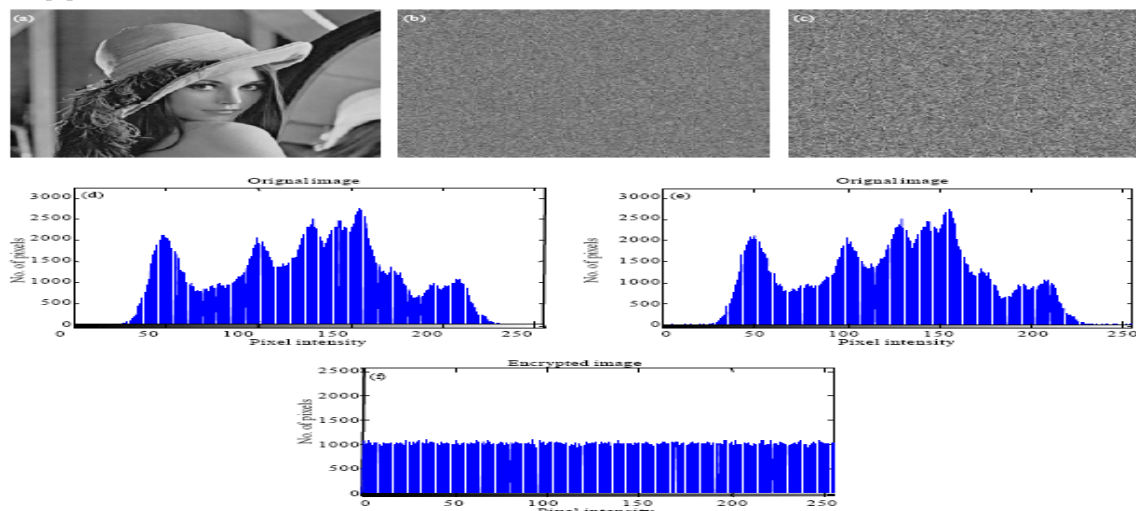 (a)
(b)
(c)
Orignal image
Orignal image
(d)
(e)
3000
2500
2000
1500
1000
500
0
No. of pixels
0 50 100 150 200 250
Pixel intensity
3000
2500
2000
1500
1000
500
0
No. of pixels
0 50 100 150 200 250
Pixel intensity
Encrypted image
(f)
2500
2000
1500
1000
500
0
No. of pixels
0 50 100 150 200 250
Pixel intensity